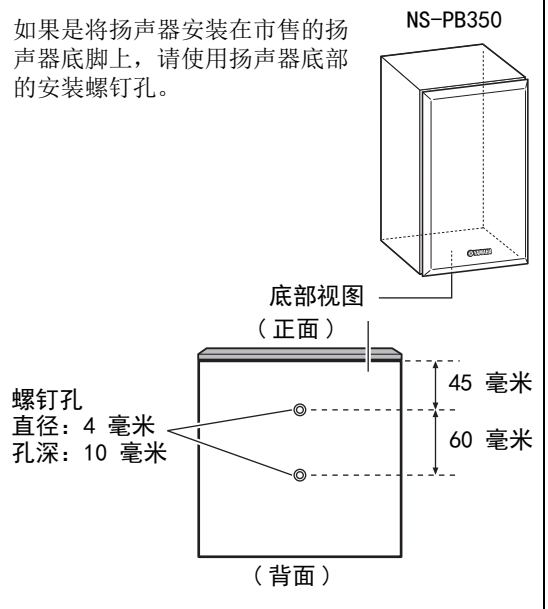 如果是将扬声器安装在市售的扬
声器底脚上，请使用扬声器底部
的安装螺钉孔。
NS-PB350
底部视图
（正面）
45 毫米
螺钉孔
直径：4 毫米
孔深：10 毫米
60 毫米
（背面）